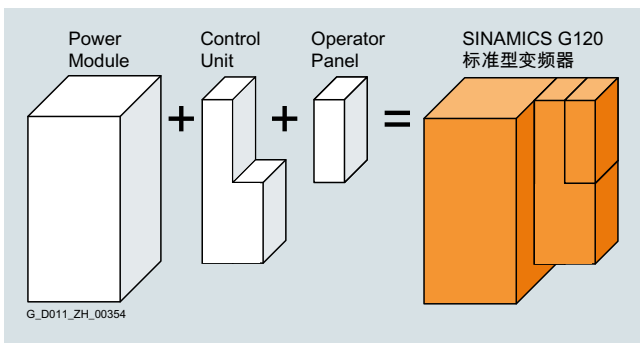 Power
Module
Control
Unit
Operator
Panel
SINAMICS G120
标准型变频器
+
+
=
G_D011_ZH_00354